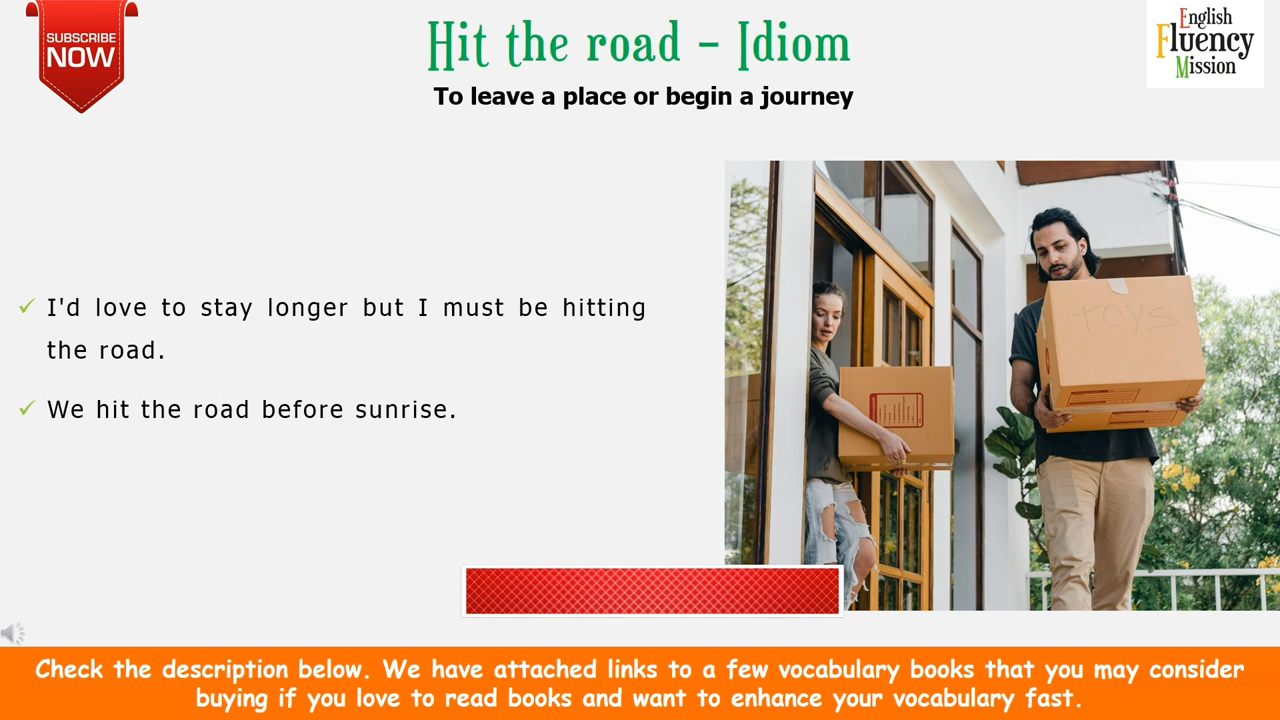 SUBSCRIBE
NOW
Hit the road – Idiom
To leave a place or begin a journey
English
Fluency
Mission
I'd love to stay longer but I must be hitting
the road.
We hit the road before sunrise.
TOYS
Check the description below. We have attached links to a few vocabulary books that you may consider
buying if you love to read books and want to enhance your vocabulary fast.